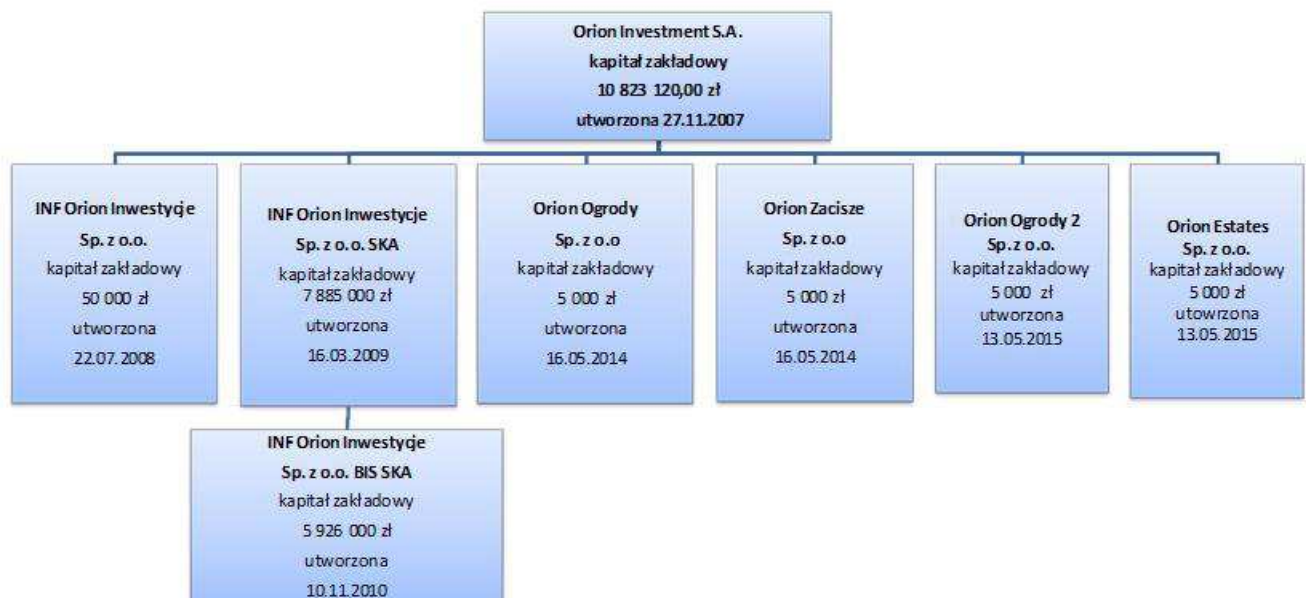 Orion Investment S.A.
kapitał zakładowy
10 823 120,00 zł
utworzona 27.11.2007
INF Orion Inwestycje
Sp. z o.o.
kapitał zakładowy
50 000 zł
utworzona
22.07.2008
INF Orion Inwestycje
Sp. z o.o. SKA
kapitał zakładowy
7 885 000 zł
utworzona
16.03.2009
Orion Ogrody
Sp. z o.o
kapitał zakładowy
5 000 zł
utworzona
16.05.2014
Orion Zacisze
Sp. z o.o
kapitał zakładowy
5 000 zł
utworzona
16.05.2014
Orion Ogrody 2
Sp. z o.o.
kapitał zakładowy
5 000 zł
utworzona
13.05.2015
Orion Estates
Sp. z o.o.
kapitał zakładowy
5 000 zł
utowrzona
13.05.2015
INF Orion Inwestycje
Sp. z o.o. BIS SKA
kapitał zakładowy
5 926 000 zł
utworzona
10.11.2010